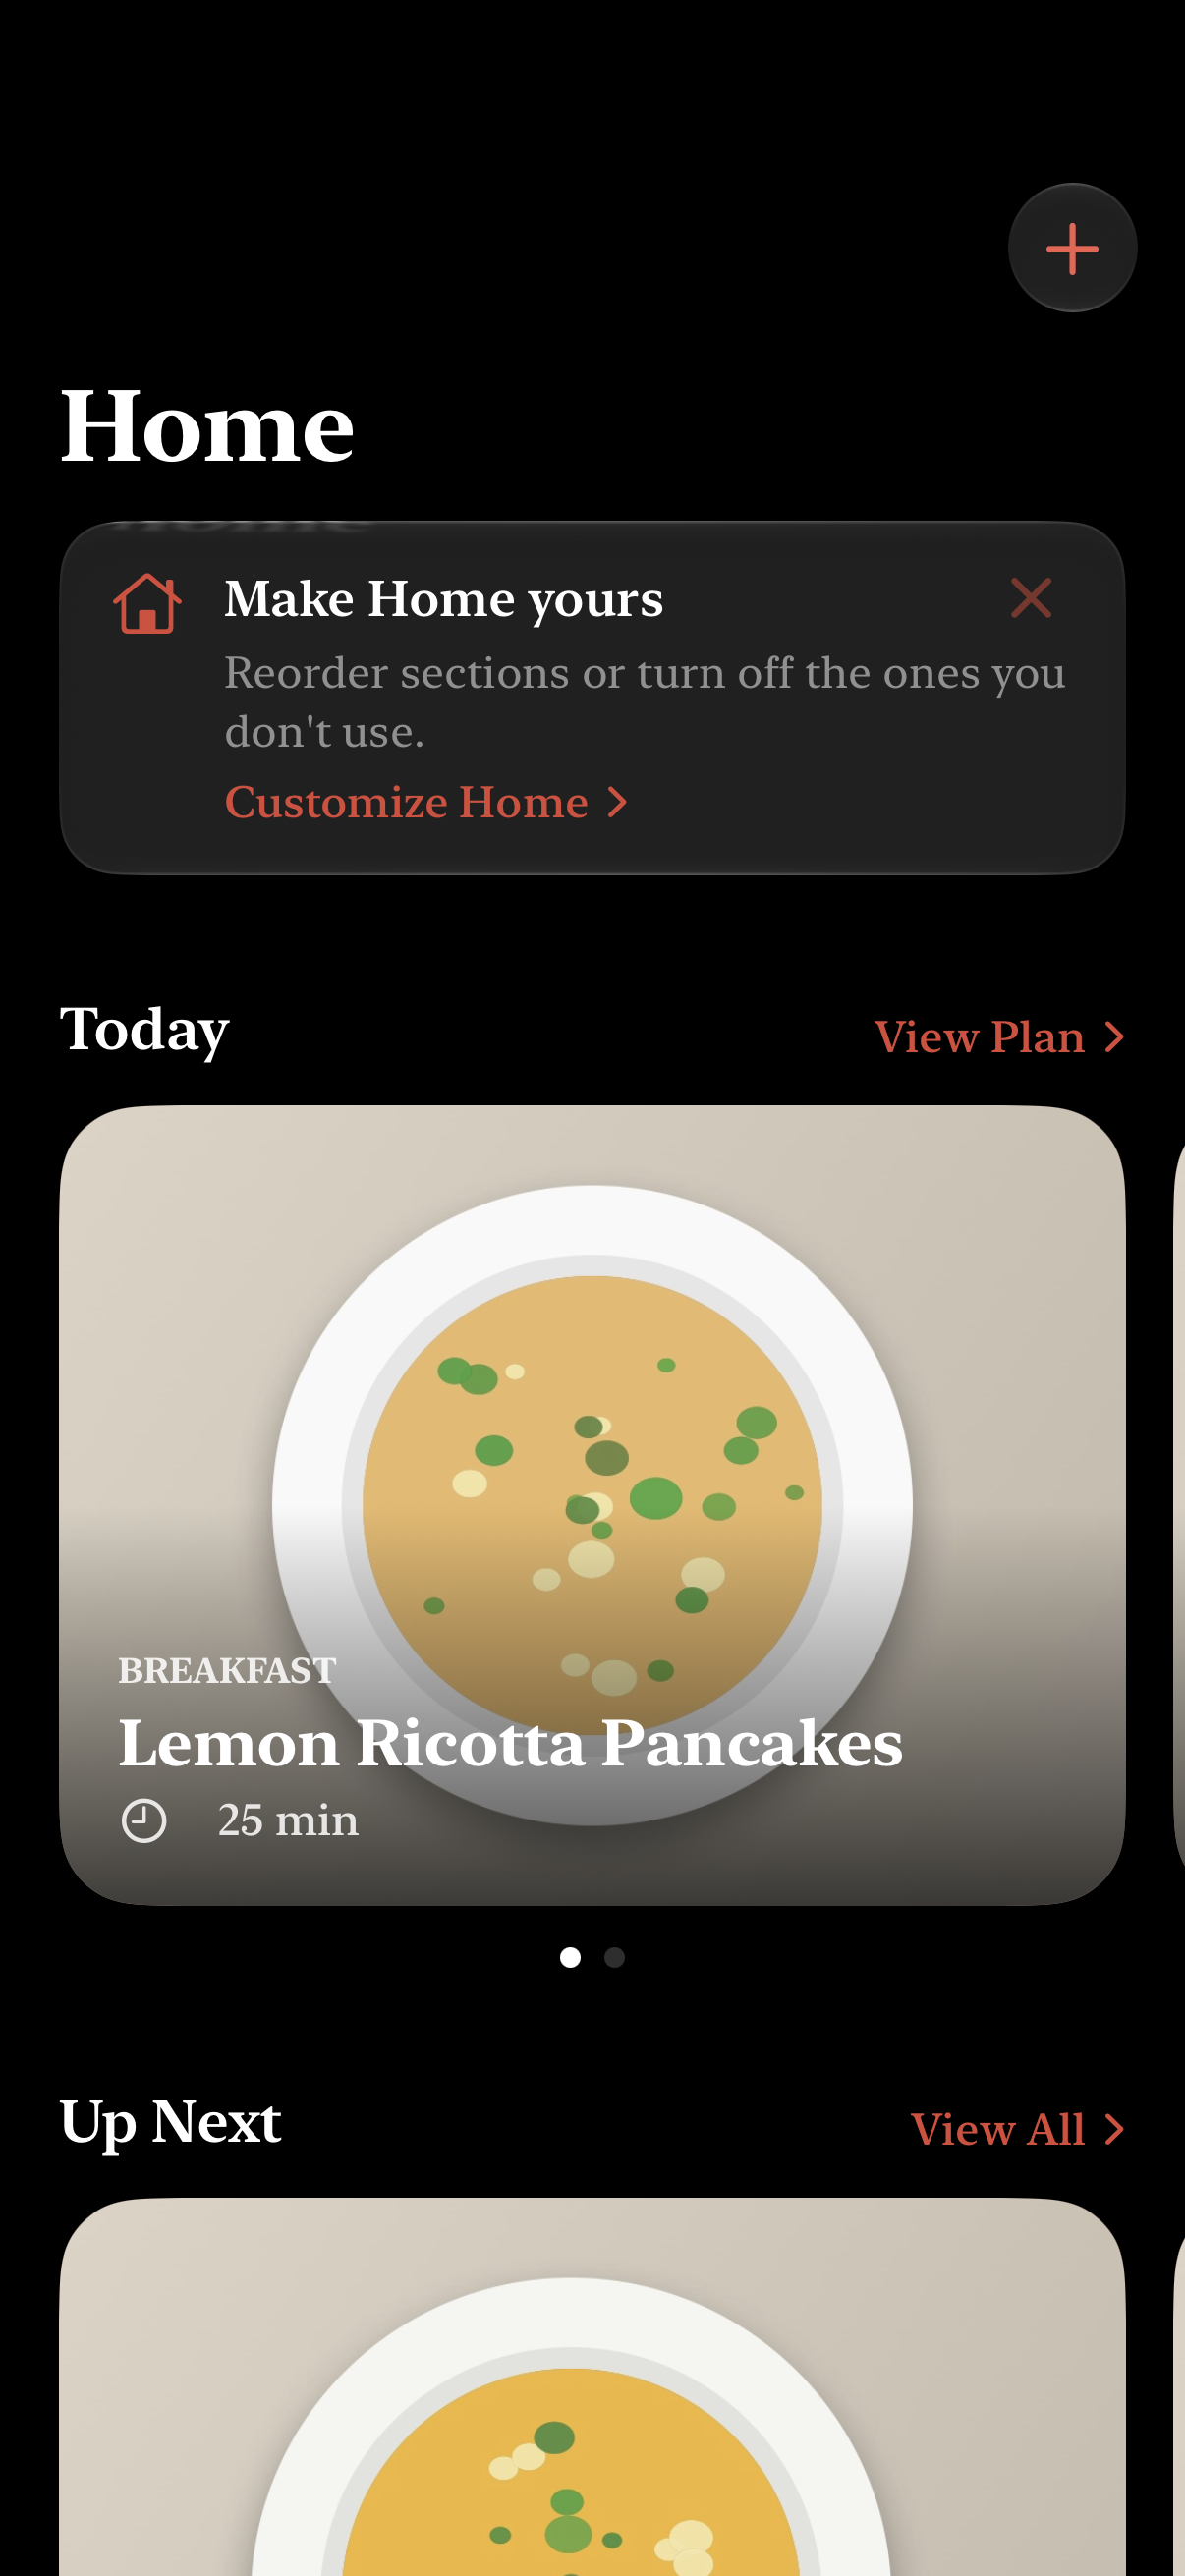 Home
Make Home yours
Reorder sections or turn off the ones you
don't use.
Customize Home
Today
View Plan
BREAKFAST
Lemon Ricotta Pancakes
25 min
Up Next
View All